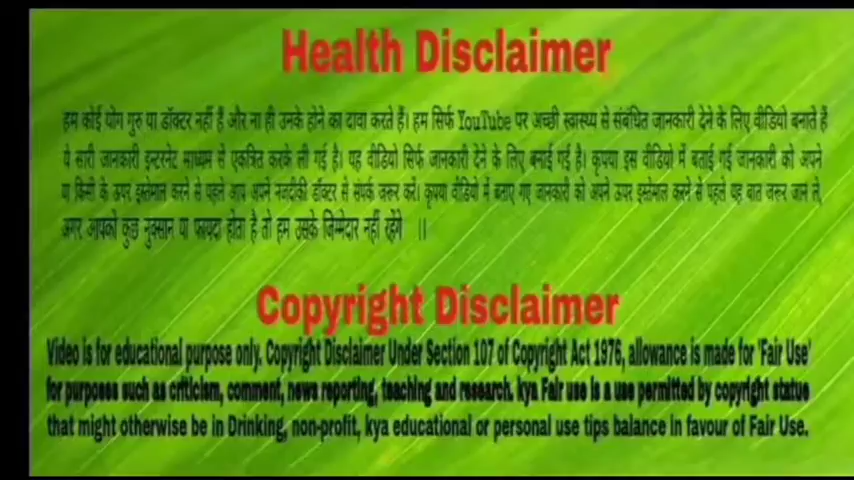 Health Disclaimer
हम कोई योग गुरु या डॉक्टर नहीं हैं और ना ही उनके होने का दावा करते हैं। हम सिर्फ YouTube पर अच्छी स्वास्थ्य से संबंधित जानकारी देने के लिए वीडियो बनाते हैं
ये सारी जानकारी इन्टरनेट माध्यम से एकत्रित करके ली गई है। यह वीडियो सिर्फ जानकारी देने के लिए बनाई गई है। कृपया इस वीडियो में बताई गई जानकारी को अपने
या किसी के ऊपर इस्तेमाल करने से पहले आप अपने नजदीकी डॉक्टर से संपर्क जरूर करें। कृपया वीडियो में बताए गए जानकारी को अपने ऊपर इस्तेमाल करने से पहले यह बात जरूर जान ले,
अगर आपको कुछ नुक्सान या फायदा होता है तो हम उसके जिम्मेदार नहीं रहेंगे ।।
Copyright Disclaimer
Video is for educational purpose only. Copyright Disclaimer Under Section 107 of Copyright Act 1976, allowance is made for 'Fair Use'
for purposes such as criticism, comment, news reporting, teaching and research. kya Fair use is a use permitted by copyright statue
that might otherwise be in Drinking, non-profit, kya educational or personal use tips balance in favour of Fair Use.